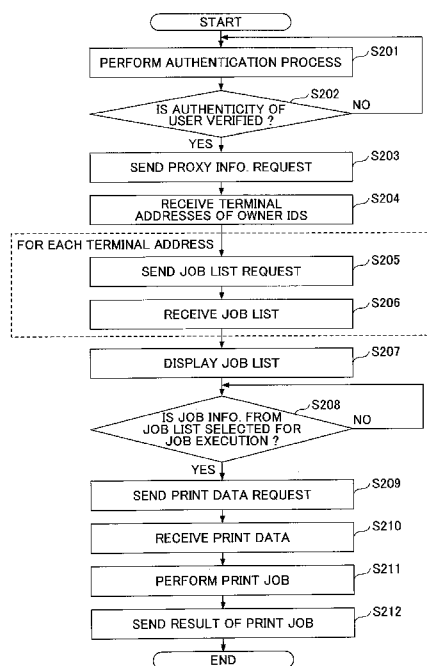 START
PERFORM AUTHENTICATION PROCESS
S201
S202
IS AUTHENTICITY OF
USER VERIFIED ?
NO
YES
SEND PROXY INFO. REQUEST
S203
RECEIVE TERMINAL
ADDRESSES OF OWNER IDS
S204
FOR EACH TERMINAL ADDRESS
SEND JOB LIST REQUEST
S205
RECEIVE JOB LIST
S206
DISPLAY JOB LIST
S207
S208
IS JOB INFO. FROM
JOB LIST SELECTED FOR
JOB EXECUTION ?
NO
YES
SEND PRINT DATA REQUEST
S209
RECEIVE PRINT DATA
S210
PERFORM PRINT JOB
S211
SEND RESULT OF PRINT JOB
S212
END